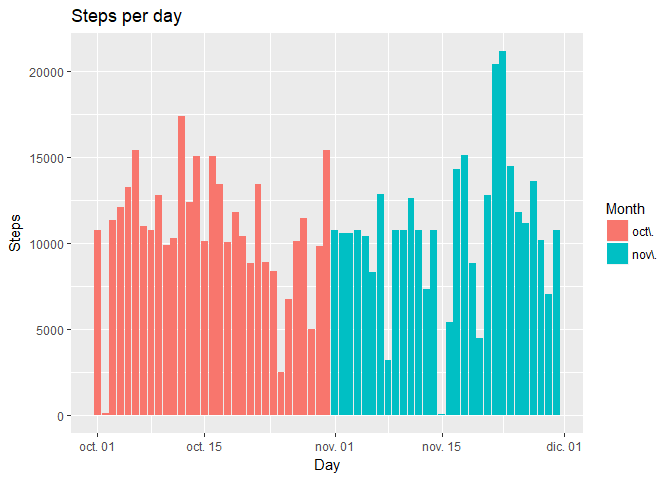 Steps per day
20000
15000
10000
5000
0
Steps
oct. 01
oct. 15
nov. 01
nov. 15
dic. 01
Day
Month
oct\.
nov\.